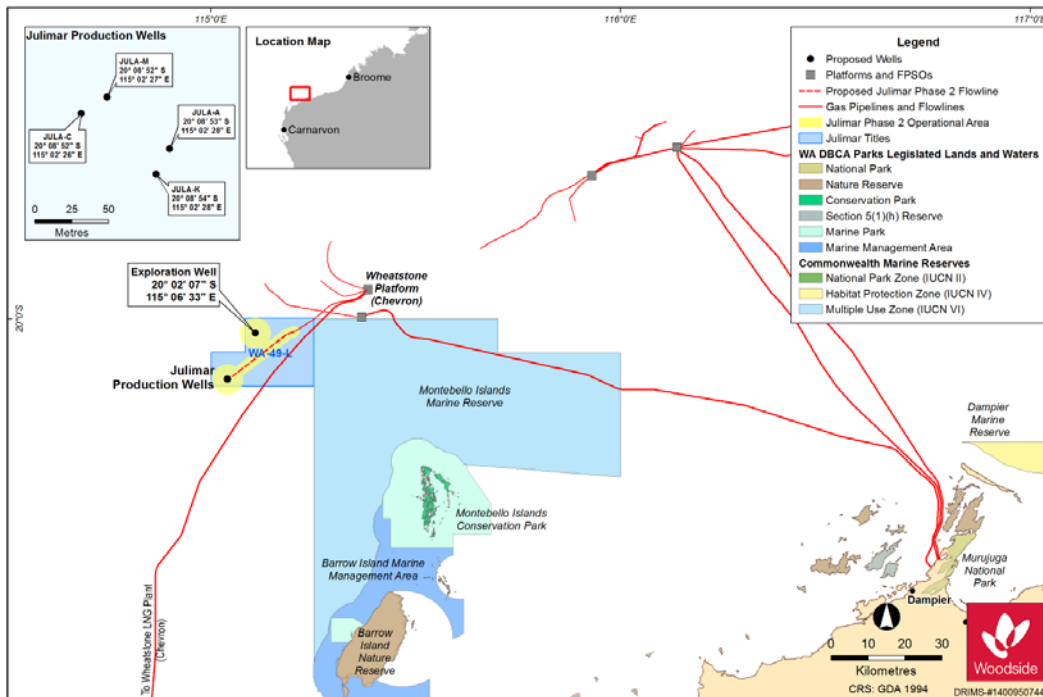 115°0'E
116°0'E
117°0'E
20°0'S
Julimar Production Wells
JULA-M
20° 08' 52" S
115° 02' 27" E
JULA-A
20° 08' 53" S
115° 02' 28" E
JULA-C
20° 08' 52" S
115° 02' 26" E
JULA-K
20° 08' 54" S
115° 02' 28" E
0 25 50
Metres
Location Map
Broome
Carnarvon
Legend
Proposed Wells
Platforms and FPSOs
Proposed Julimar Phase 2 Flowline
Gas Pipelines and Flowlines
Julimar Phase 2 Operational Area
Julimar Titles
WA DBCA Parks Legislated Lands and Waters
National Park
Nature Reserve
Conservation Park
Section 5(1)(h) Reserve
Marine Park
Marine Management Area
Commonwealth Marine Reserves
National Park Zone (IUCN II)
Habitat Protection Zone (IUCN IV)
Multiple Use Zone (IUCN VI)
Exploration Well
20° 02' 07" S
115° 06' 33" E
Wheatstone
Platform
(Chevron)
WA-49-L
Julimar
Production Wells
Montebello Islands
Marine Reserve
Dampier
Marine
Reserve
Montebello Islands
Conservation Park
Barrow Island Marine
Management Area
Barrow
Island
Nature
Reserve
To Wheatstone LNG Plant
(Chevron)
Murujuga
National
Park
Dampier
0 10 20 30
Kilometres
CRS: GDA 1994
Woodside
DRIMS-#1400950744